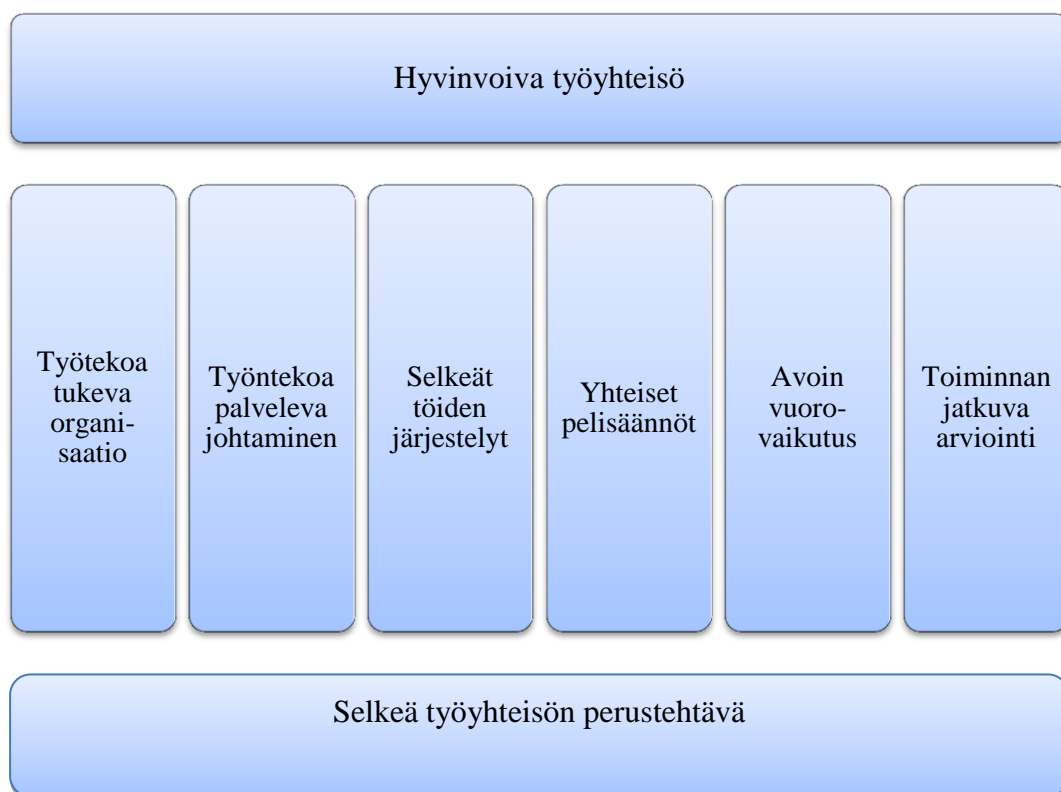 Hyvinvoiva työyhteisö
Työtekoa
tukeva
organi-
saatio
Työntekoa
palveleva
johtaminen
Selkeät
töiden
järjestelyt
Yhteiset
pelisäännöt
Avoin
vuoro-
vaikutus
Toiminnan
jatkuva
arviointi
Selkeä työyhteisön perustehtävä